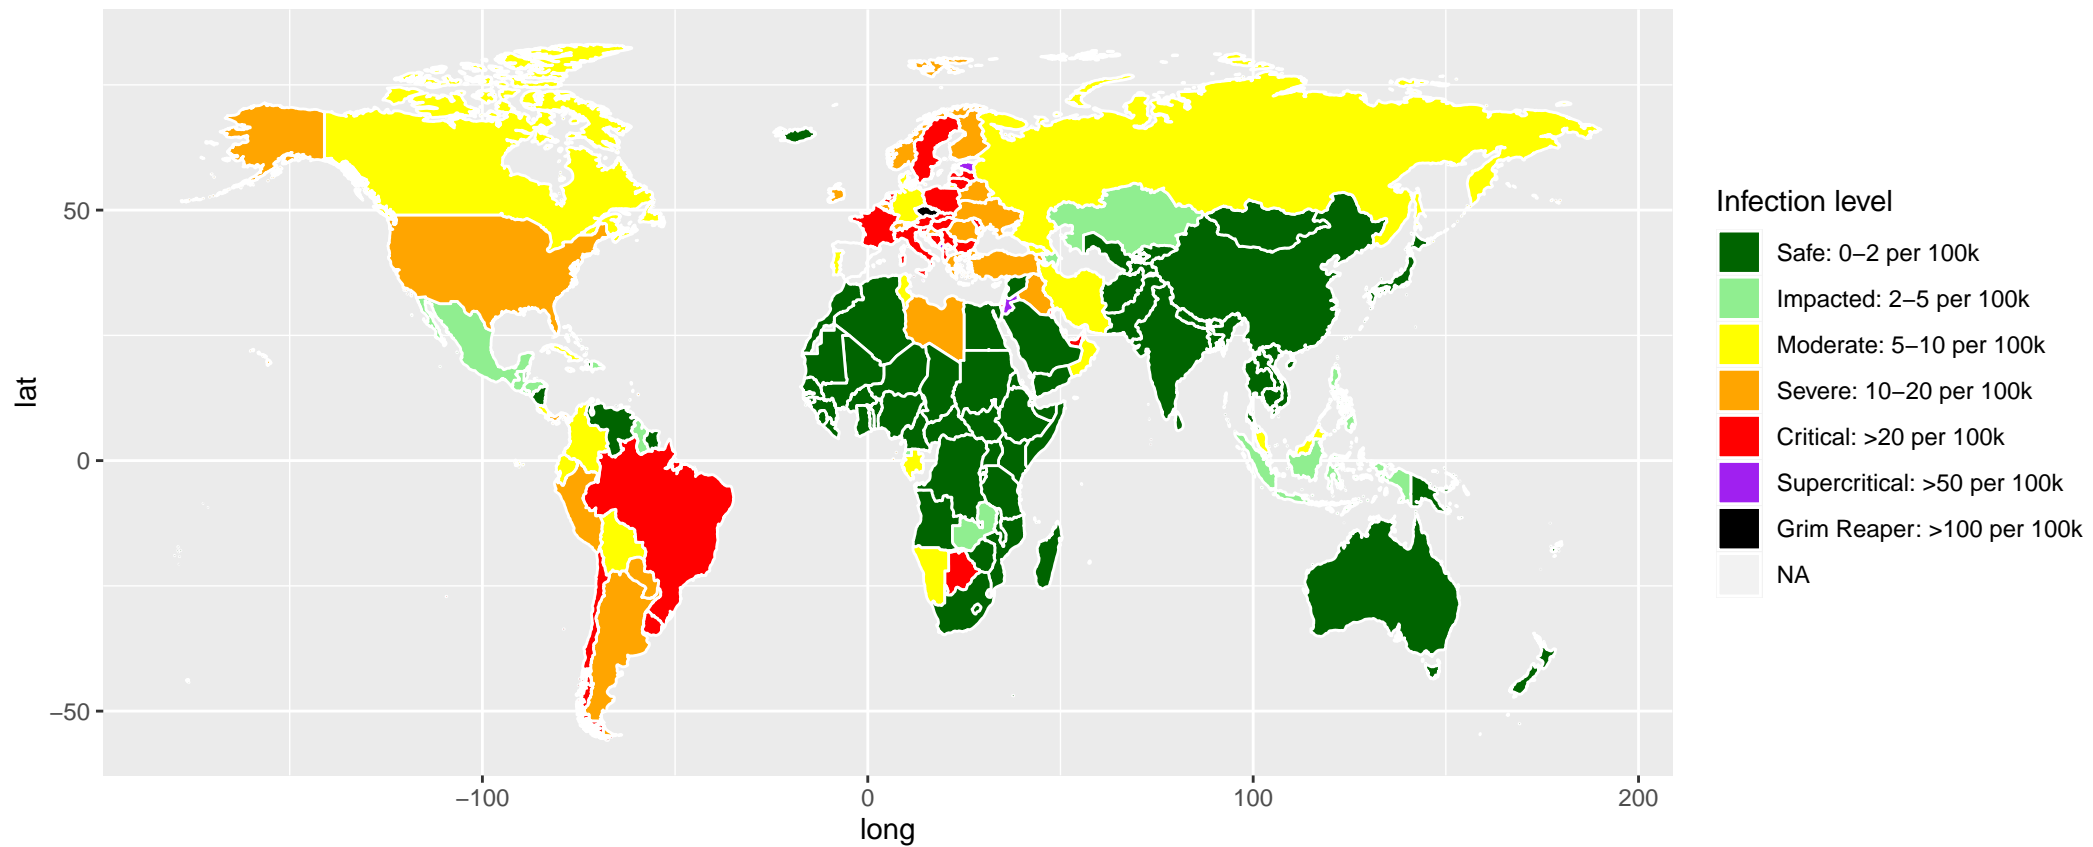 50
0
−50
lat
−100
0
100
200
long
Infection level
Safe: 0−2 per 100k
Impacted: 2−5 per 100k
Moderate: 5−10 per 100k
Severe: 10−20 per 100k
Critical: >20 per 100k
Supercritical: >50 per 100k
Grim Reaper: >100 per 100k
NA